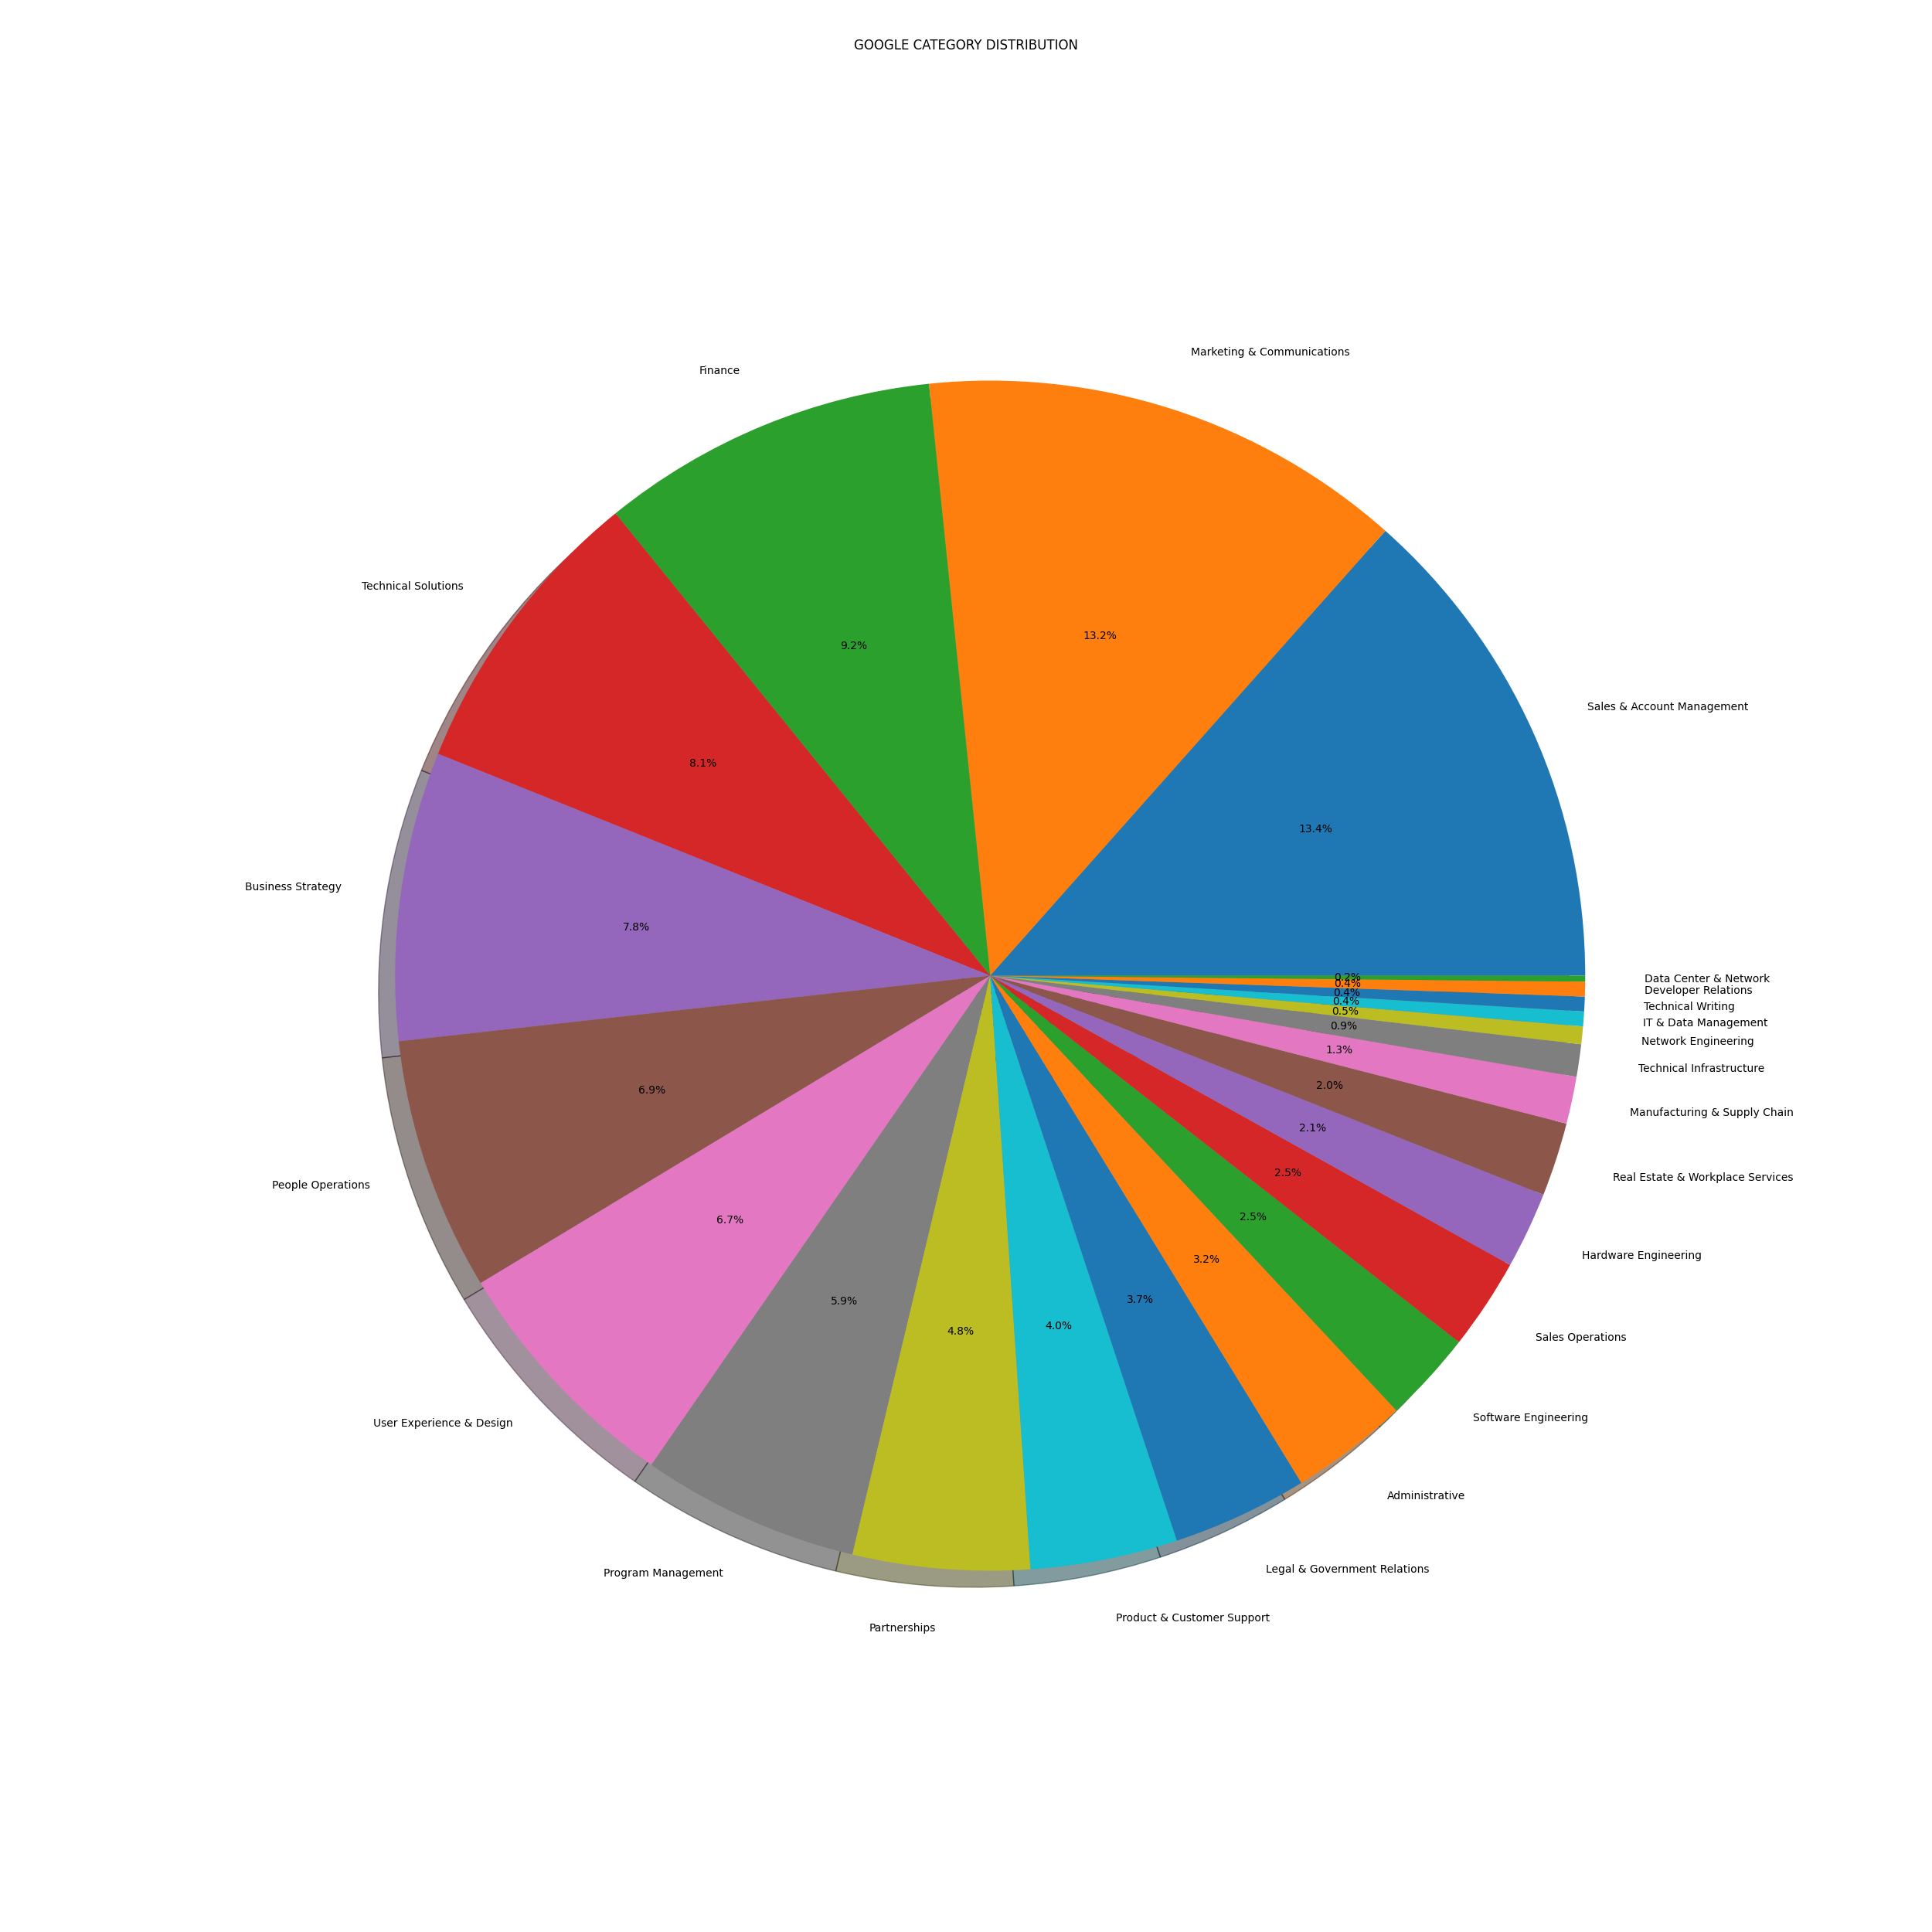 GOOGLE CATEGORY DISTRIBUTION
Marketing & Communications
Finance
Technical Solutions
Sales & Account Management
Business Strategy
People Operations
User Experience & Design
Program Management
Partnerships
Product & Customer Support
Legal & Government Relations
Administrative
Software Engineering
Sales Operations
Hardware Engineering
Real Estate & Workplace Services
Manufacturing & Supply Chain
Technical Infrastructure
Network Engineering
IT & Data Management
Technical Writing
Developer Relations
Data Center & Network
13.4%
13.2%
9.2%
8.1%
7.8%
6.9%
6.7%
5.9%
4.8%
4.0%
3.7%
3.2%
2.5%
2.5%
2.1%
2.0%
1.3%
0.9%
0.5%
0.4%
0.4%
0.4%
0.2%